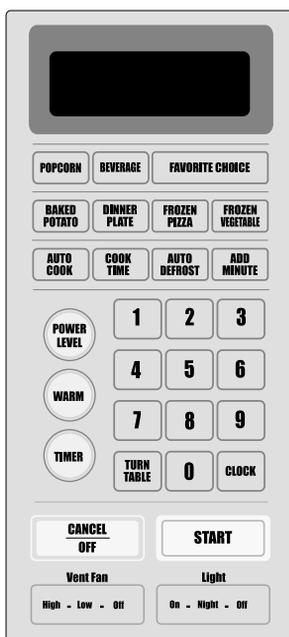 POPCORN BEVERAGE FAVORITE CHOICE
BAKED POTATO DINNER PLATE FROZEN PIZZA FROZEN VEGETABLE
AUTO COOK COOK TIME AUTO DEFROST ADD MINUTE
POWER LEVEL
1 2 3
4 5 6
WARM
7 8 9
TIMER
TURN TABLE 0 CLOCK
CANCEL
OFF
START
Vent Fan
High - Low - Off
Light
On - Night - Off